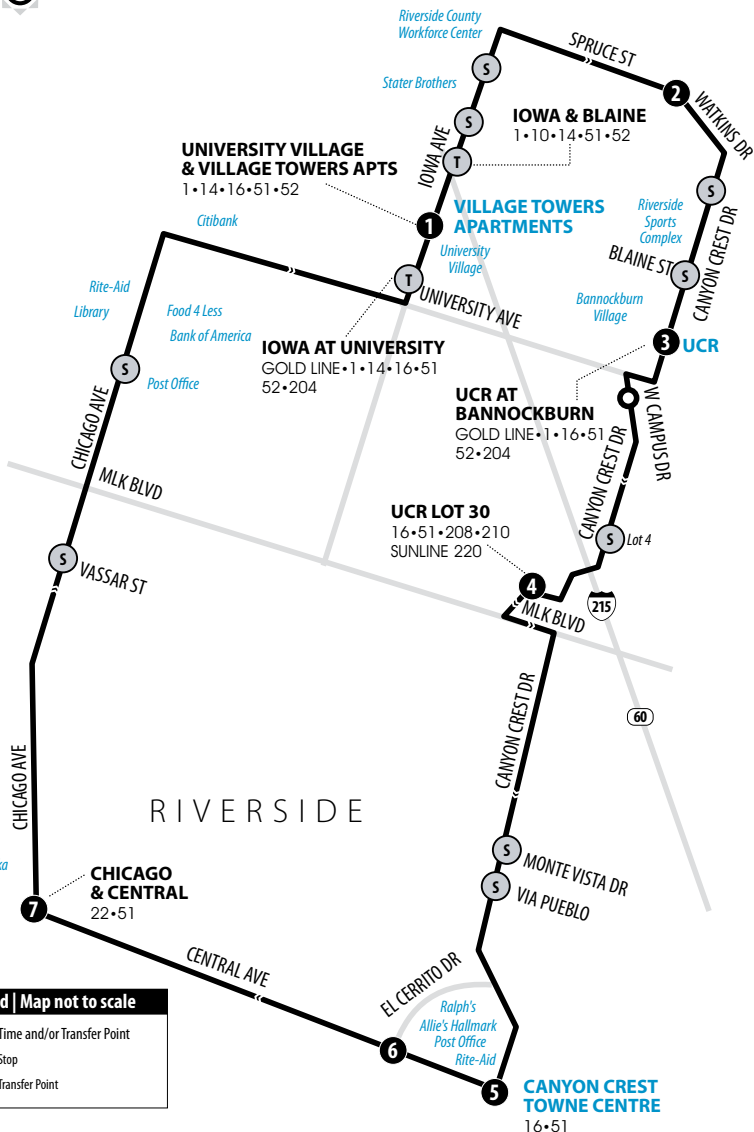 Riverside County
Workforce Center
SPRUCE ST
S
Stater Brothers
2
WATKINS DR
S
IOWA & BLAINE
1•10•14•51•52
IOWA AVE
T
UNIVERSITY VILLAGE
& VILLAGE TOWERS APTS
1•14•16•51•52
S
CANYON CREST DR
1
VILLAGE TOWERS
APARTMENTS
Riverside
Sports
Complex
Citibank
University
Village
BLAINE ST
S
T
UNIVERSITY AVE
Rite-Aid
Library
Food 4 Less
Bank of America
Bannockburn
Village
IOWA AT UNIVERSITY
GOLD LINE•1•14•16•51
52•204
3
UCR
S
Post Office
UCR AT
BANNOCKBURN
GOLD LINE•1•16•51
52•204
W CAMPUS DR
CHICAGO AVE
CANYON CREST DR
MLK BLVD
UCR LOT 30
16•51•208•210
SUNLINE 220
S
Lot 4
S
VASSAR ST
4
215
MLK BLVD
CANYON CREST DR
60
CHICAGO AVE
RIVERSIDE
S
MONTE VISTA DR
S
VIA PUEBLO
CHICAGO
& CENTRAL
22•51
7
CENTRAL AVE
EL CERRITO DR
Ralph's
Allie's Hallmark
Post Office
Rite-Aid
6
5
CANYON CREST
TOWNE CENTRE
16•51
| Map not to scale
Time and/or Transfer Point
Stop
Transfer Point